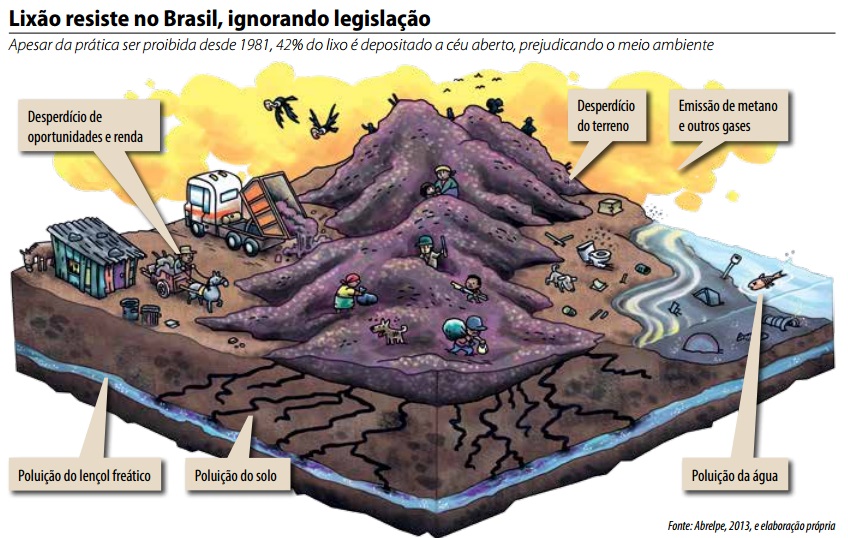 Lixão resiste no Brasil, ignorando legislação
Apesar da prática ser proibida desde 1981, 42% do lixo é depositado a céu aberto, prejudicando o meio ambiente
Desperdício de
oportunidades e renda
Desperdício
do terreno
Emissão de metano
e outros gases
Poluição do lençol freático
Poluição do solo
Poluição da água
Fonte: Abrelpe, 2013, e elaboração própria